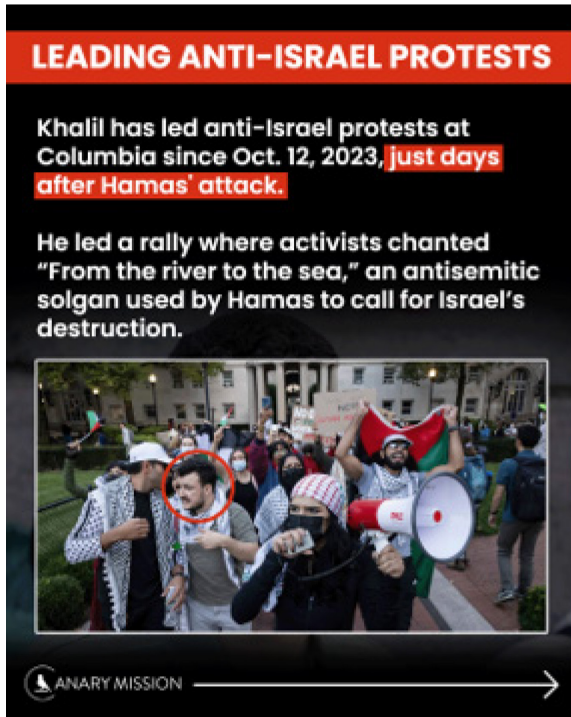 LEADING ANTI-ISRAEL PROTESTS
Khalil has led anti-Israel protests at
Columbia since Oct. 12, 2023, just days
after Hamas' attack.
He led a rally where activists chanted
“From the river to the sea,” an antisemitic
solgan used by Hamas to call for Israel’s
destruction.
CANARY MISSION